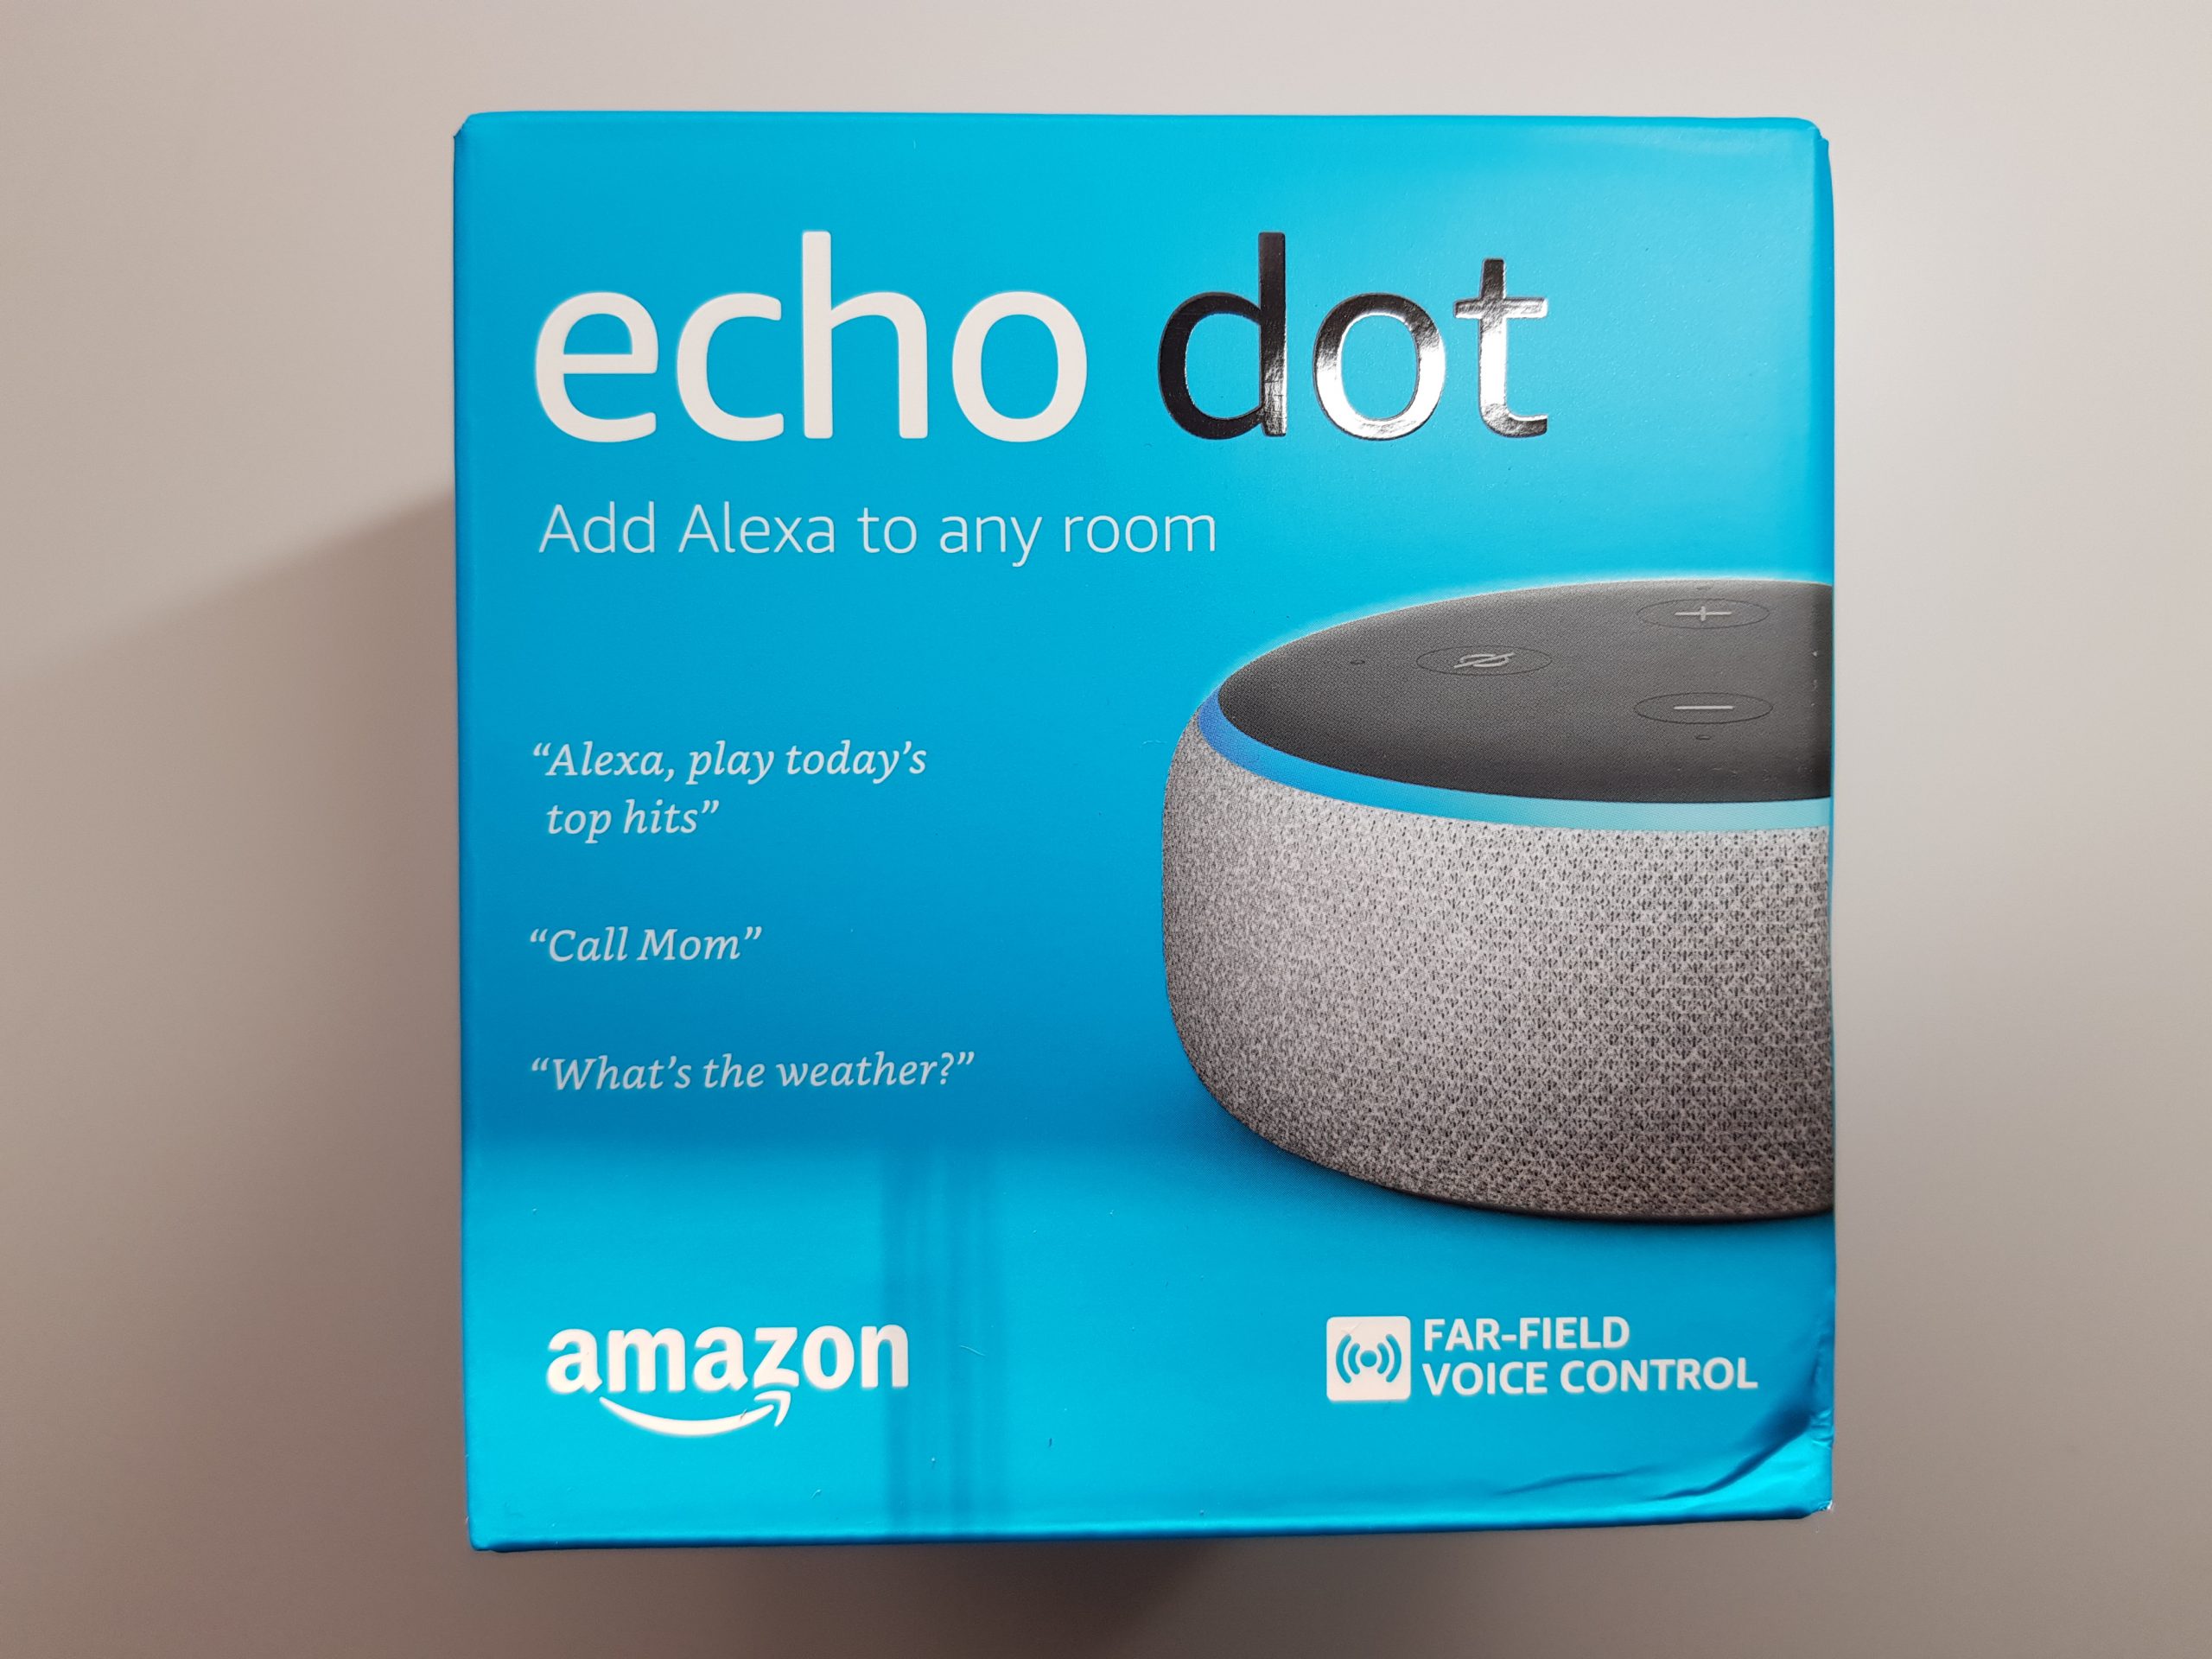 echo dot
Add Alexa to any room
“Alexa, play today’s
top hits”
“Call Mom”
“What’s the weather?”
amazon
FAR-FIELD
VOICE CONTROL